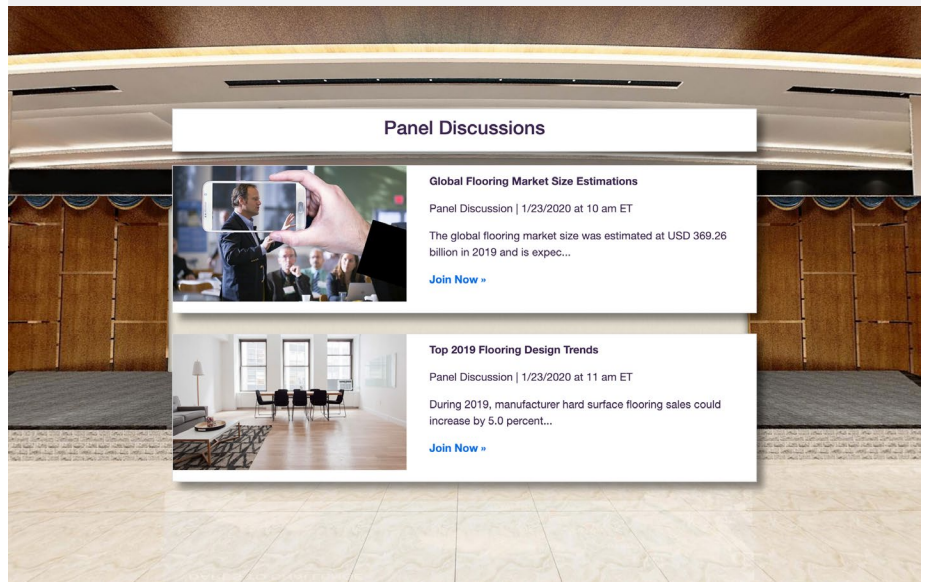 Panel Discussions
Global Flooring Market Size Estimations
Panel Discussion | 1/23/2020 at 10 am ET
The global flooring market size was estimated at USD 369.26
billion in 2019 and is expec...
Join Now »
Top 2019 Flooring Design Trends
Panel Discussion | 1/23/2020 at 11 am ET
During 2019, manufacturer hard surface flooring sales could
increase by 5.0 percent...
Join Now »